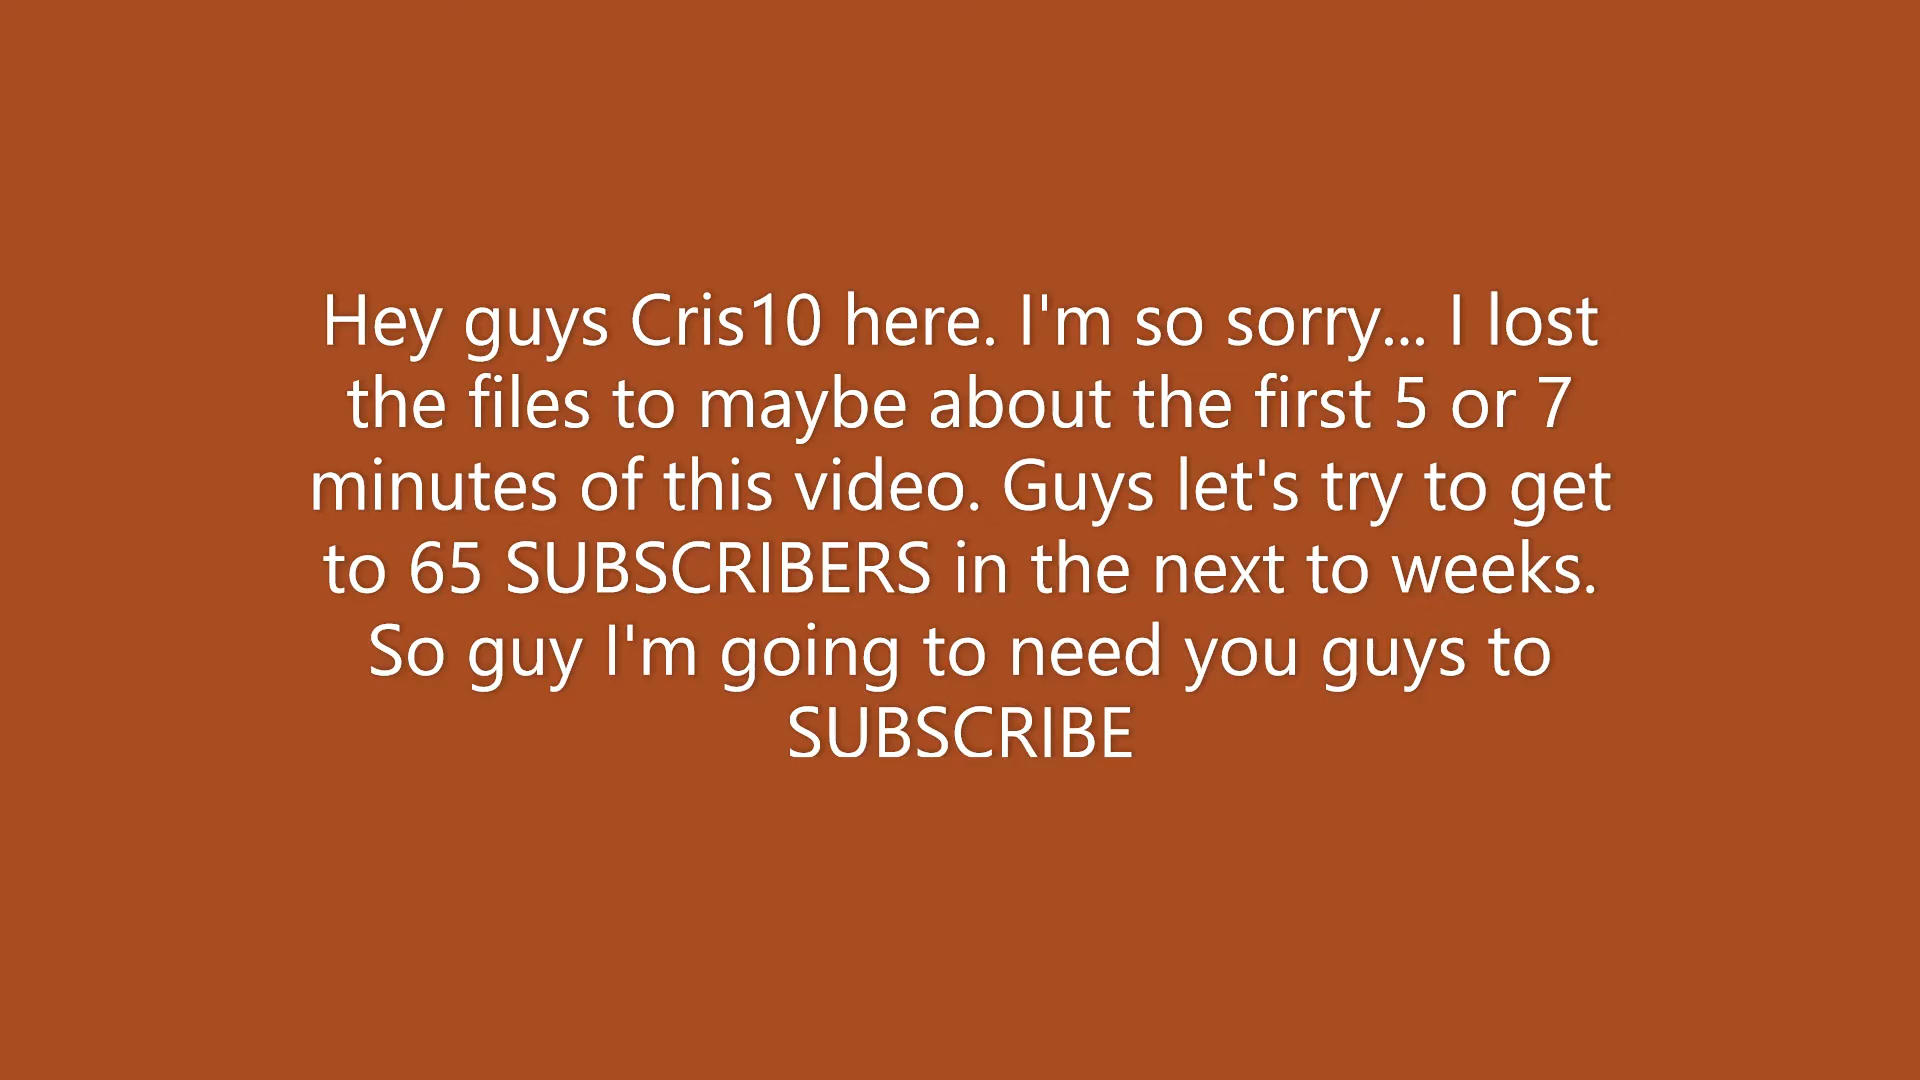 Hey guys Cris10 here. I'm so sorry... I lost
the files to maybe about the first 5 or 7
minutes of this video. Guys let's try to get
to 65 SUBSCRIBERS in the next to weeks.
So guy I'm going to need you guys to
SUBSCRIBE